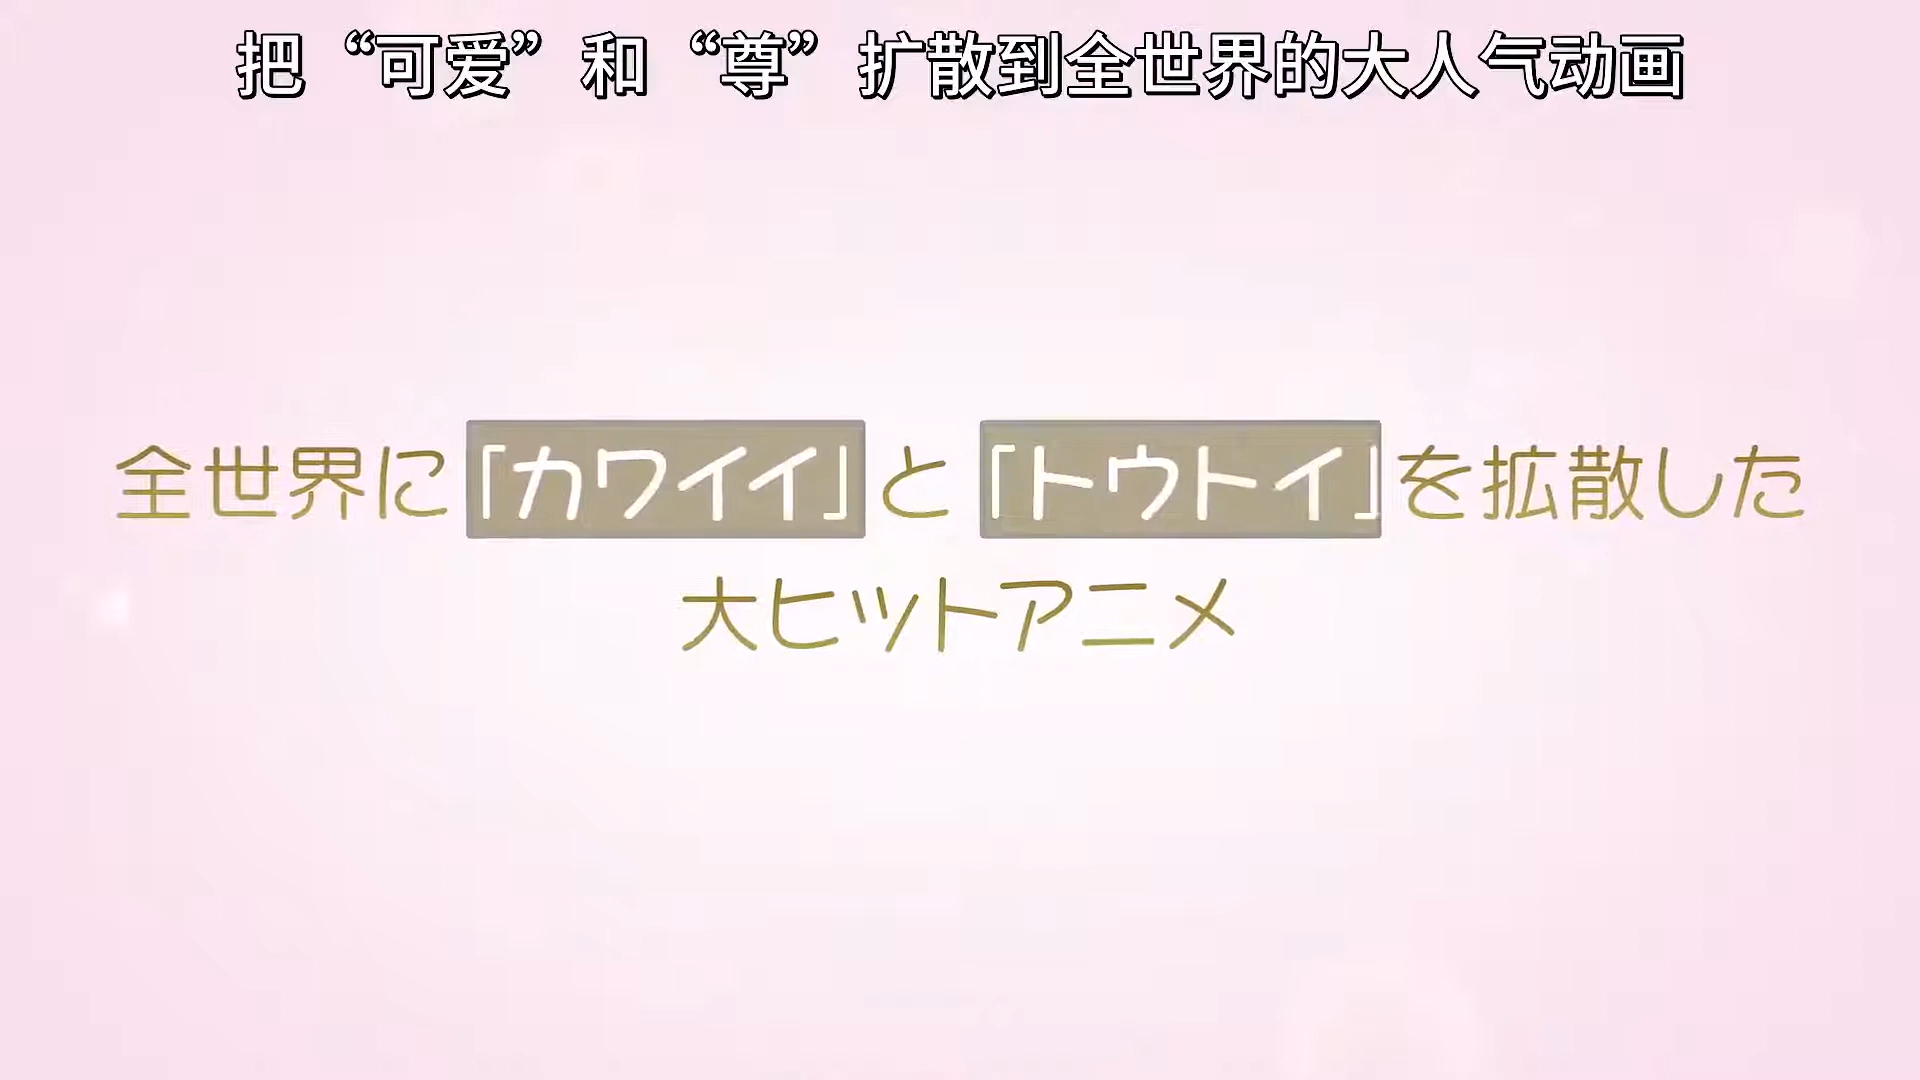 把“可爱”和“尊”扩散到全世界的大人气动画
全世界に「カワイイ」と「トウトイ」を拡散した
大ヒットアニメ